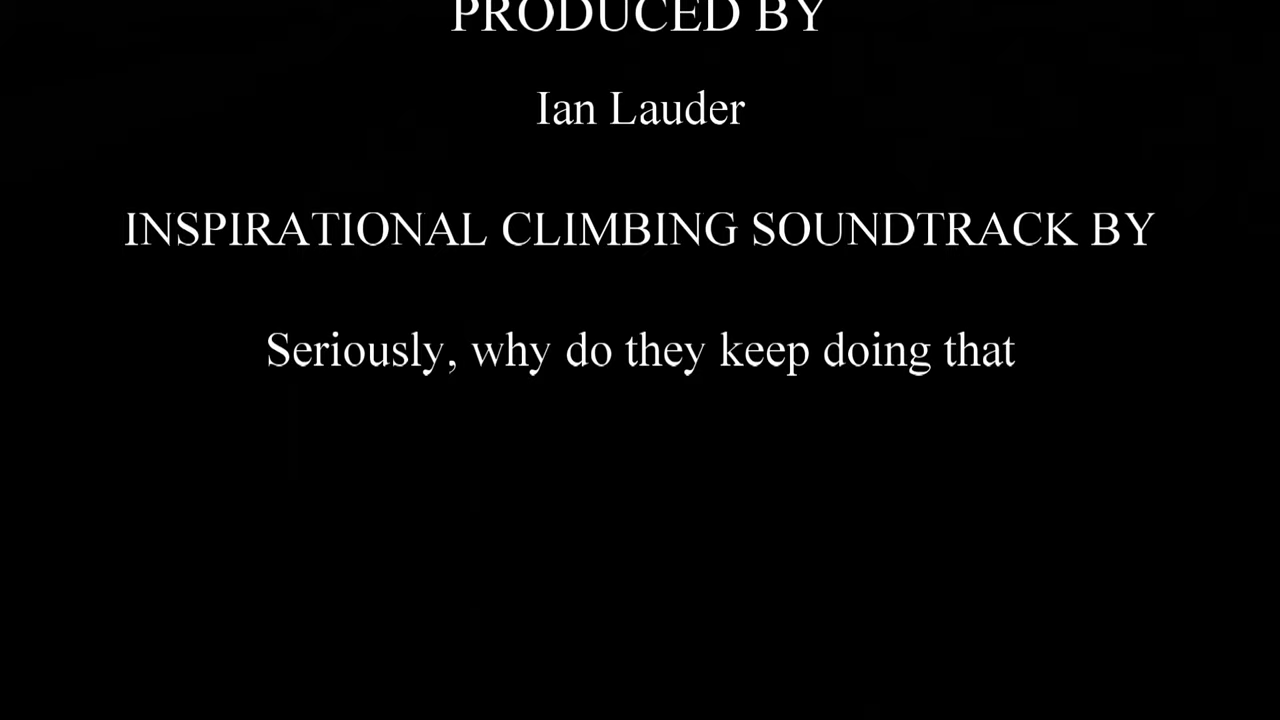 PRODUCED BY
Ian Lauder
INSPIRATIONAL CLIMBING SOUNDTRACK BY
Seriously, why do they keep doing that